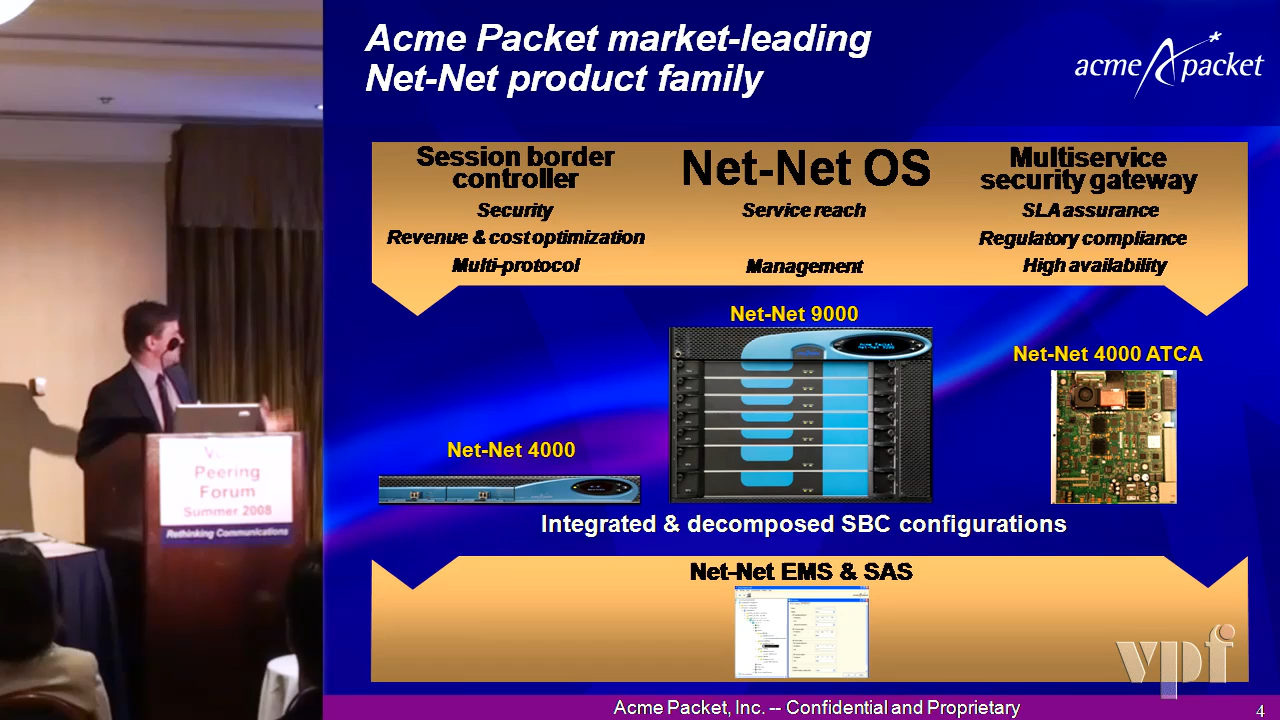 Acme Packet market-leading
Net-Net product family
acme packet
Session border
controller
Security
Revenue & cost optimization
Multi-protocol
Net-Net OS
Service reach
Management
Multiservice
security gateway
SLA assurance
Regulatory compliance
High availability
Net-Net 9000
Net-Net 4000 ATCA
Net-Net 4000
Acme Packet
Integrated & decomposed SBC configurations
Net-Net EMS & SAS
Peering
Forum
Summer 2008
Rethinking Communications
vpf
Acme Packet, Inc. -- Confidential and Proprietary
4